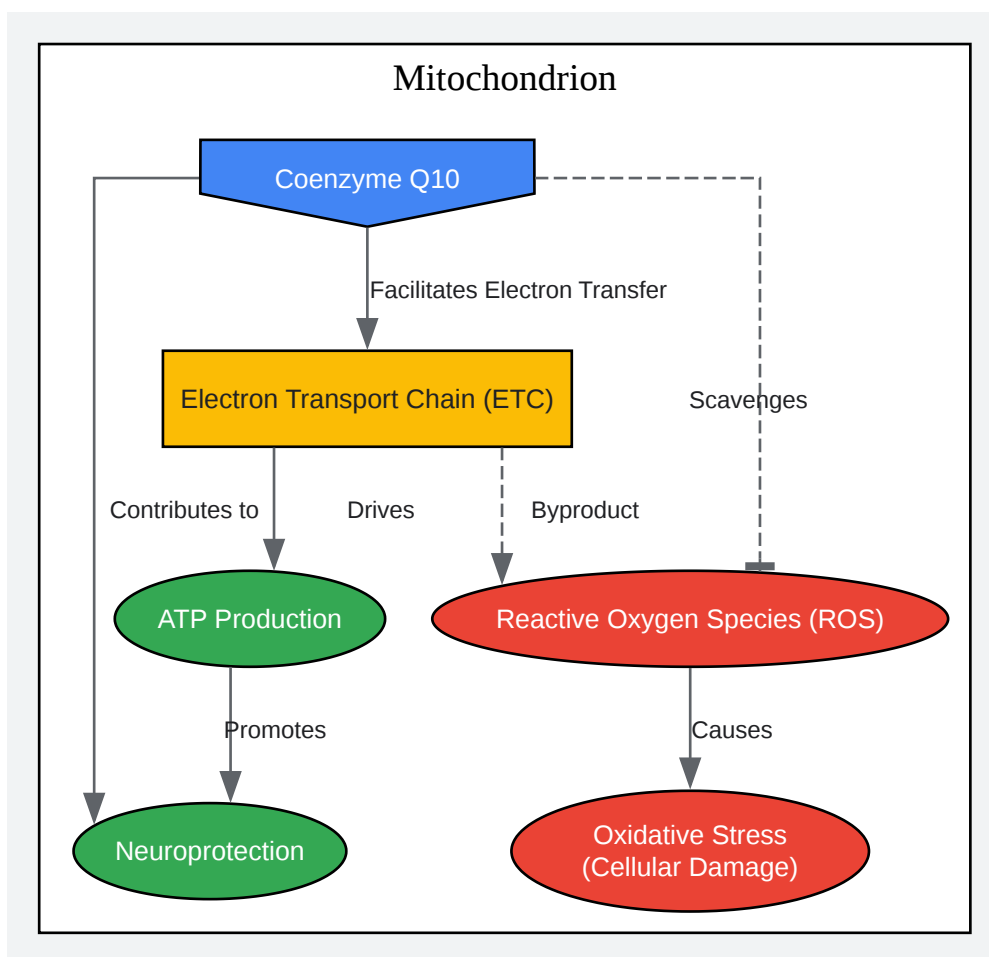 Mitochondrion
Coenzyme Q10
Facilitates Electron Transfer
Electron Transport Chain (ETC)
Scavenges
Contributes to
Drives
Byproduct
ATP Production
Reactive Oxygen Species (ROS)
Promotes
Causes
Neuroprotection
Oxidative Stress
(Cellular Damage)